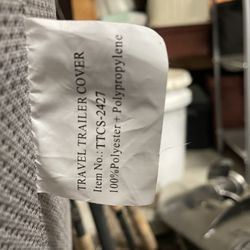 TRAVEL TRAILER COVER
Item No.: TTCS-2427
100%Polyester+Polypropylene